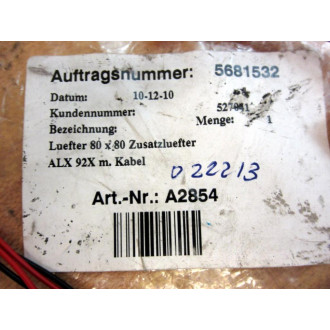 Auftragsnummer: 5681532
Datum: 10-12-10
Kundennummer:
Bezeichnung: Menge: 1
Luefter 80 x 80 Zusatzluefter
ALX 92X m. Kabel
022213
Art.-Nr.: A2854